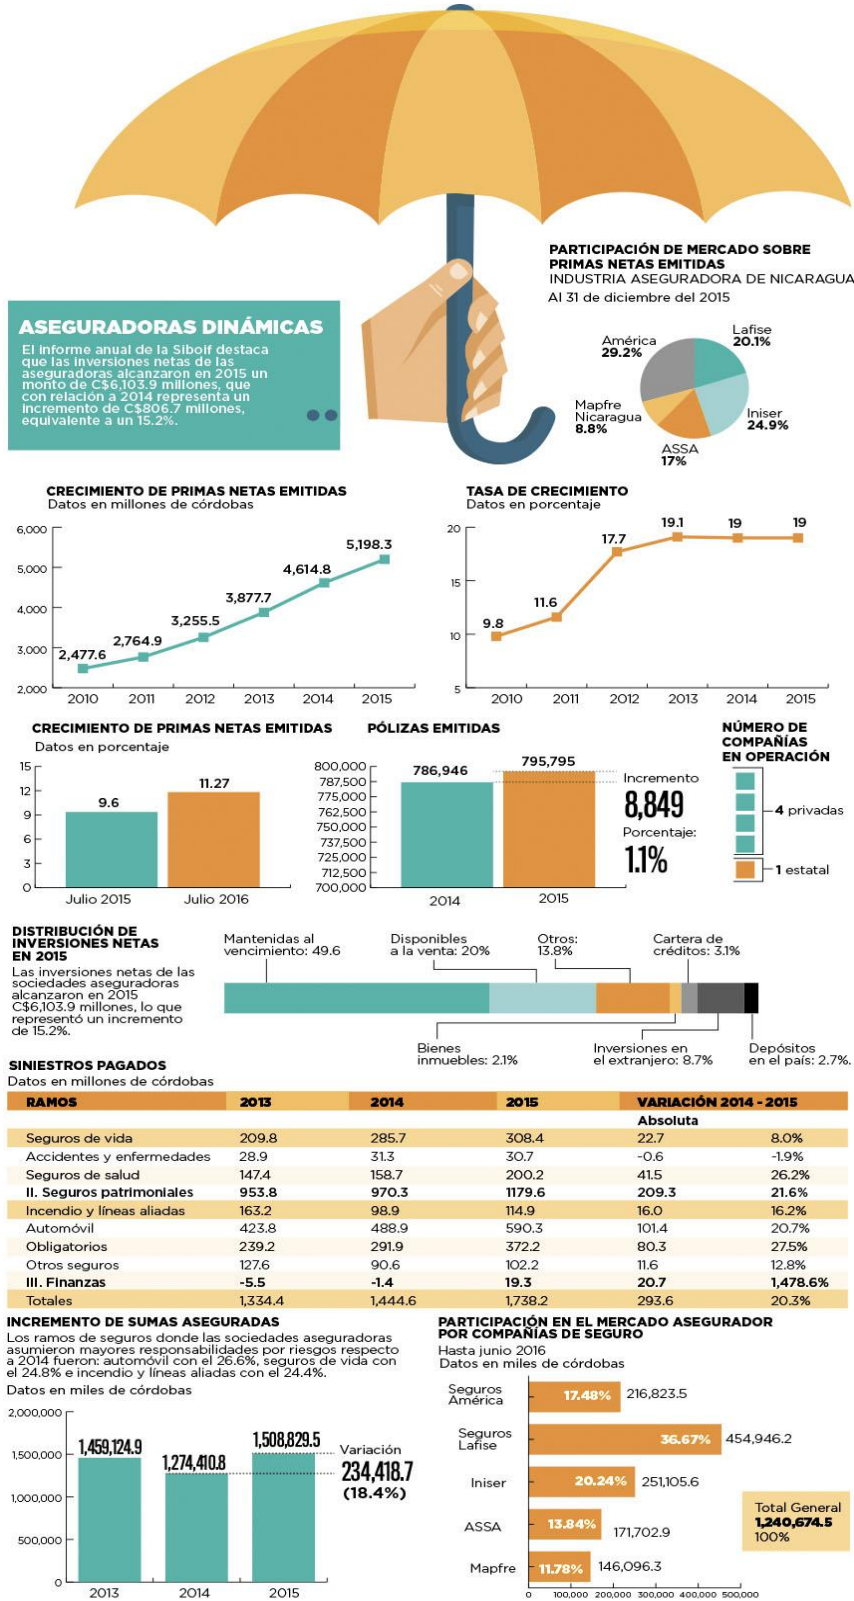 PARTICIPACIÓN DE MERCADO SOBRE
PRIMAS NETAS EMITIDAS
INDUSTRIA ASEGURADORA DE NICARAGUA
Al 31 de diciembre del 2015
América
29.2%
Lafise
20.1%
Mapfre
Nicaragua
8.8%
Iniser
24.9%
ASSA
17%
ASEGURADORAS DINÁMICAS
El informe anual de la Siboif destaca
que las inversiones netas de las
aseguradoras alcanzaron en 2015 un
monto de C$6,103.9 millones, que
con relación a 2014 representa un
incremento de C$806.7 millones,
equivalente a un 15.2%.
CRECIMIENTO DE PRIMAS NETAS EMITIDAS
Datos en millones de córdobas
6,000
5,000
4,000
3,000
2,000
2,477.6
2,764.9
3,255.5
3,877.7
4,614.8
5,198.3
2010 2011 2012 2013 2014 2015
TASA DE CRECIMIENTO
Datos en porcentaje
20
15
10
5
9.8
11.6
17.7
19.1
19
19
2010 2011 2012 2013 2014 2015
CRECIMIENTO DE PRIMAS NETAS EMITIDAS
Datos en porcentaje
15
12
9
6
3
0
9.6
11.27
Julio 2015 Julio 2016
PÓLIZAS EMITIDAS
800,000
787,500
775,000
762,500
750,000
737,500
725,000
712,500
700,000
786,946
795,795
2014 2015
Incremento
8,849
Porcentaje:
1.1%
NÚMERO DE
COMPAÑÍAS
EN OPERACIÓN
4 privadas
1 estatal
DISTRIBUCIÓN DE
INVERSIONES NETAS
EN 2015
Las inversiones netas de las
sociedades aseguradoras
alcanzaron en 2015
C$6,103.9 millones, lo que
representó un incremento
de 15.2%.
Mantenidas al
vencimiento: 49.6
Disponibles
a la venta: 20%
Otros:
13.8%
Cartera de
créditos: 3.1%
Bienes
inmuebles: 2.1%
Inversiones en
el extranjero: 8.7%
Depósitos
en el país: 2.7%.
SINIESTROS PAGADOS
Datos en millones de córdobas
RAMOS 2013 2014 2015 VARIACIÓN 2014 - 2015
Absoluta
Seguros de vida 209.8 285.7 308.4 22.7 8.0%
Accidentes y enfermedades 28.9 31.3 30.7 -0.6 -1.9%
Seguros de salud 147.4 158.7 200.2 41.5 26.2%
II. Seguros patrimoniales 953.8 970.3 1179.6 209.3 21.6%
Incendio y líneas aliadas 163.2 98.9 114.9 16.0 16.2%
Automóvil 423.8 488.9 590.3 101.4 20.7%
Obligatorios 239.2 291.9 372.2 80.3 27.5%
Otros seguros 127.6 90.6 102.2 11.6 12.8%
III. Finanzas -5.5 -1.4 19.3 20.7 1,478.6%
Totales 1,334.4 1,444.6 1,738.2 293.6 20.3%
INCREMENTO DE SUMAS ASEGURADAS
Los ramos de seguros donde las sociedades aseguradoras
asumieron mayores responsabilidades por riesgos respecto
a 2014 fueron: automóvil con el 26.6%, seguros de vida con
el 24.8% e incendio y líneas aliadas con el 24.4%.
Datos en miles de córdobas
2,000,000
1,500,000
1,000,000
500,000
0
1,459,124.9
1,274,410.8
1,508,829.5
2013 2014 2015
Variación
234,418.7
(18.4%)
PARTICIPACIÓN EN EL MERCADO ASEGURADOR
POR COMPAÑÍAS DE SEGURO
Hasta junio 2016
Datos en miles de córdobas
Seguros
América
17.48% 216,823.5
Seguros
Lafise
36.67% 454,946.2
Iniser 20.24% 251,105.6
ASSA 13.84% 171,702.9
Mapfre 11.78% 146,096.3
0 100,000 200,000 300,000 400,000 500,000
Total General
1,240,674.5
100%